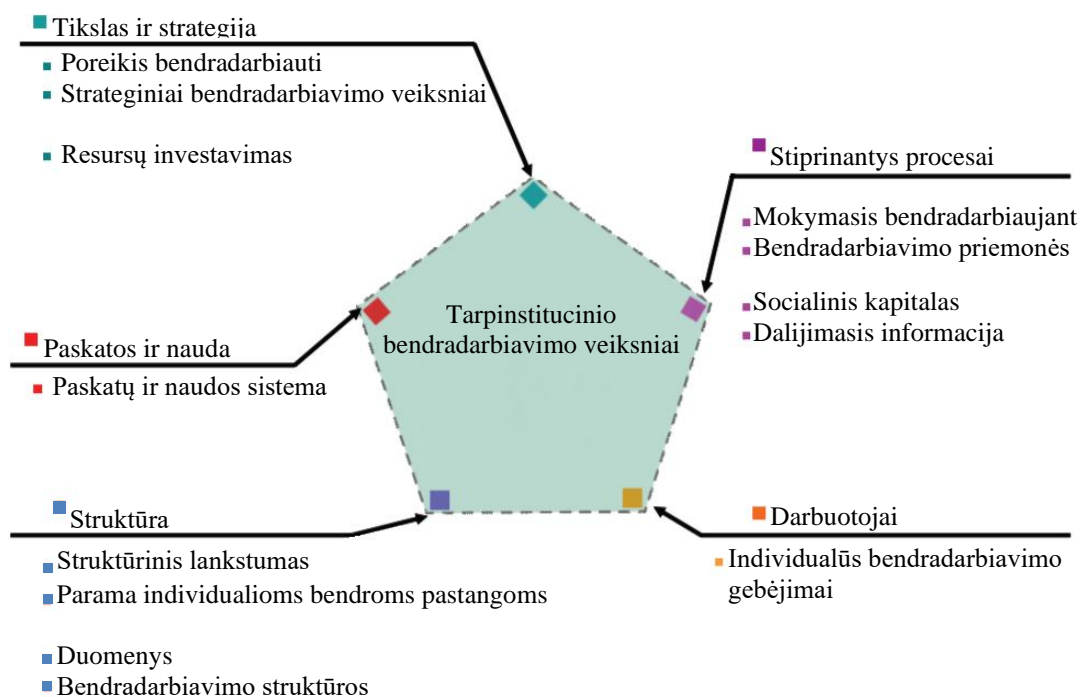 Tikslas ir strategija
Poreikis bendradarbiauti
Strateginiai bendradarbiavimo veiksniai
Resursų investavimas
Stiprinantys procesai
Mokymasis bendradarbiaujant
Bendradarbiavimo priemonės
Socialinis kapitalas
Dalijimasis informacija
Tarpinstitucinio
bendradarbiavimo veiksniai
Paskatos ir nauda
Paskatų ir naudos sistema
Struktūra
Struktūrinis lankstumas
Parama individualioms bendroms pastangoms
Duomenys
Bendradarbiavimo struktūros
Darbuotojai
Individualūs bendradarbiavimo
gebėjimai